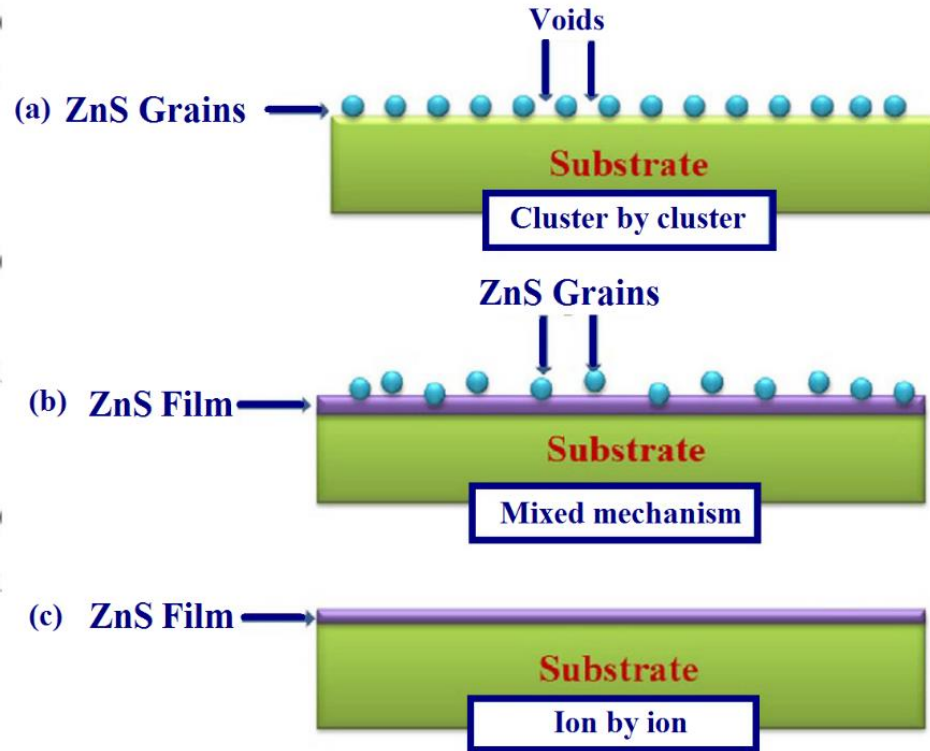 Voids
(a) ZnS Grains
Substrate
Cluster by cluster
ZnS Grains
(b) ZnS Film
Substrate
Mixed mechanism
(c) ZnS Film
Substrate
Ion by ion